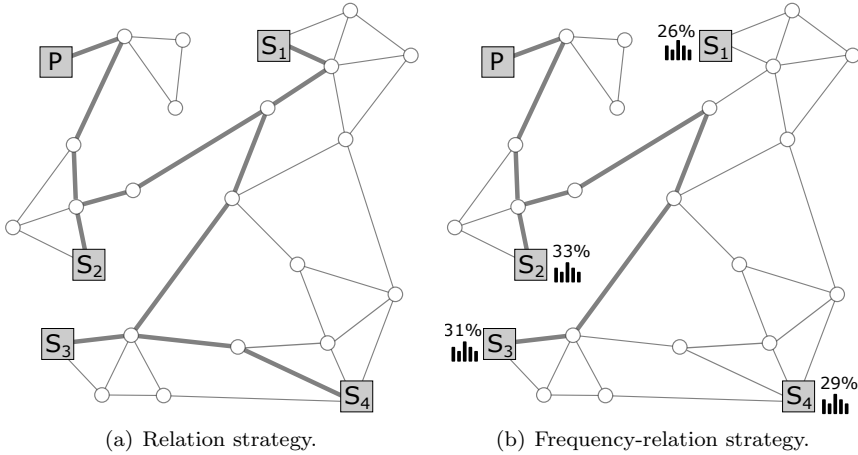 P
S₁
S₂
S₃
S₄
(a) Relation strategy.
26%
P
S₁
33%
S₂
31%
S₃
29%
S₄
(b) Frequency-relation strategy.